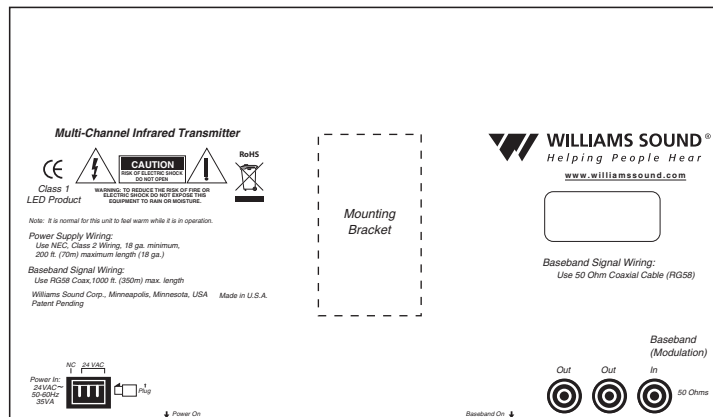 Multi-Channel Infrared Transmitter
CE
Class 1
LED Product
CAUTION
RISK OF ELECTRIC SHOCK
DO NOT OPEN
WARNING: TO REDUCE THE RISK OF FIRE OR
ELECTRIC SHOCK DO NOT EXPOSE THIS
EQUIPMENT TO RAIN OR MOISTURE.
RoHS
Note: It is normal for this unit to feel warm while it is in operation.
Power Supply Wiring:
Use NEC, Class 2 Wiring, 18 ga. minimum,
200 ft. (70m) maximum length (18 ga.)
Baseband Signal Wiring:
Use RG58 Coax,1000 ft. (350m) max. length
Williams Sound Corp., Minneapolis, Minnesota, USA Made in U.S.A.
Patent Pending
Mounting
Bracket
WILLIAMS SOUND®
Helping People Hear
www.williamssound.com
Baseband Signal Wiring:
Use 50 Ohm Coaxial Cable (RG58)
NC 24 VAC
Power In:
24VAC~
50-60Hz
35VA
1
Plug
Power On
Baseband
(Modulation)
Out Out In
50 Ohms
Baseband On